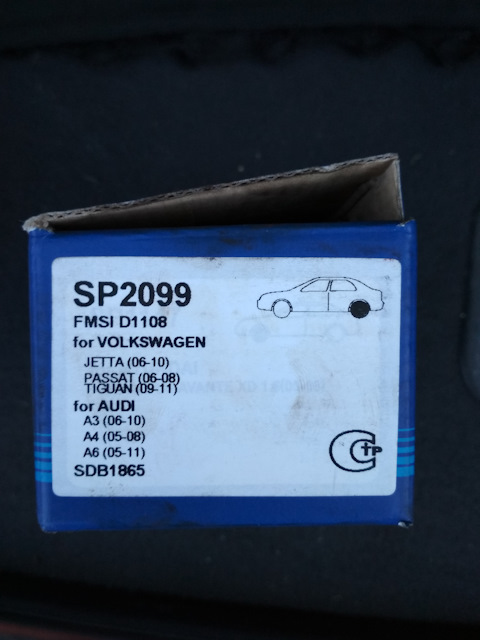 SP2099
FMSI D1108
for VOLKSWAGEN
JETTA (06-10)
PASSAT (06-08)
TIGUAN (09-11)
for AUDI
A3 (06-10)
A4 (05-08)
A6 (05-11)
SDB1865